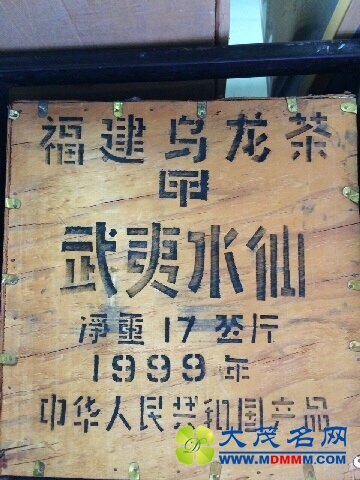 福建乌龙茶
甲
武夷水仙
净重17公斤
1999年
中华人民共和国产品
大茂名网
WWW.MDMMM.COM